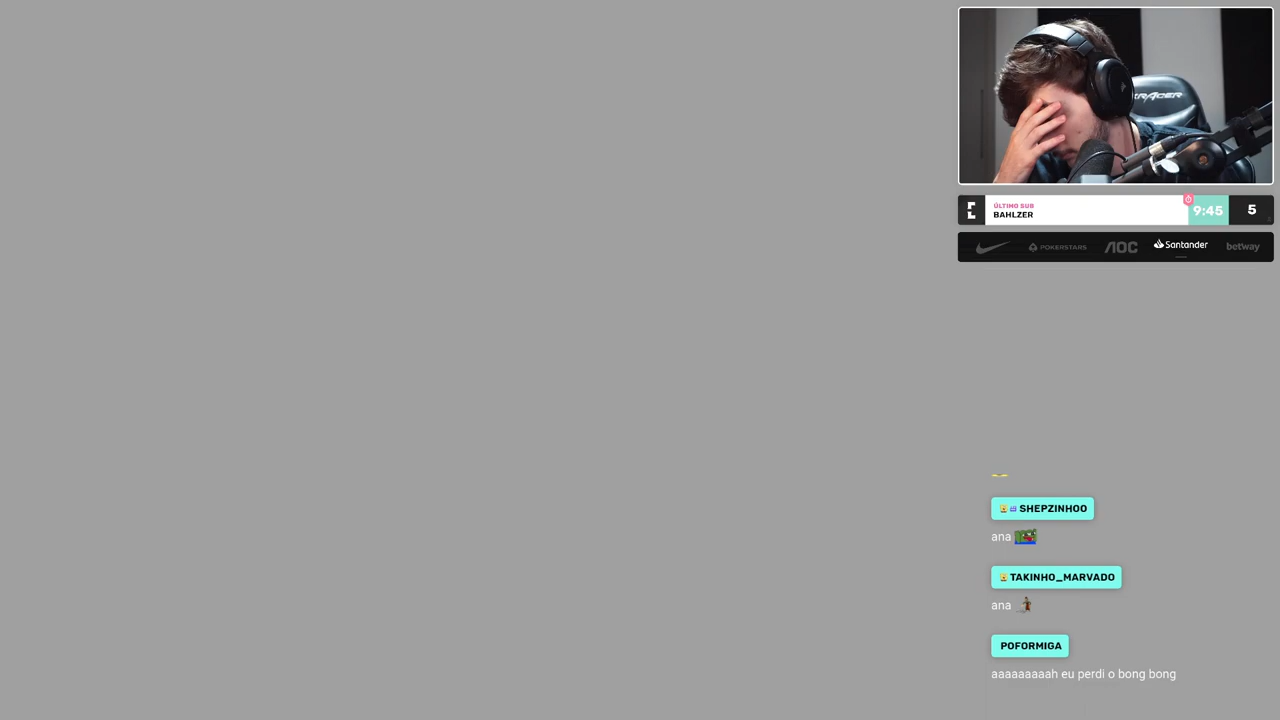 RACER
ÚLTIMO SUB
BAHLZER
9:45
5
POKERSTARS
AOC
Santander
betway
SHEPZINHOO
ana
TAKINHO_MARVADO
ana
POFORMIGA
aaaaaaaaah eu perdi o bong bong